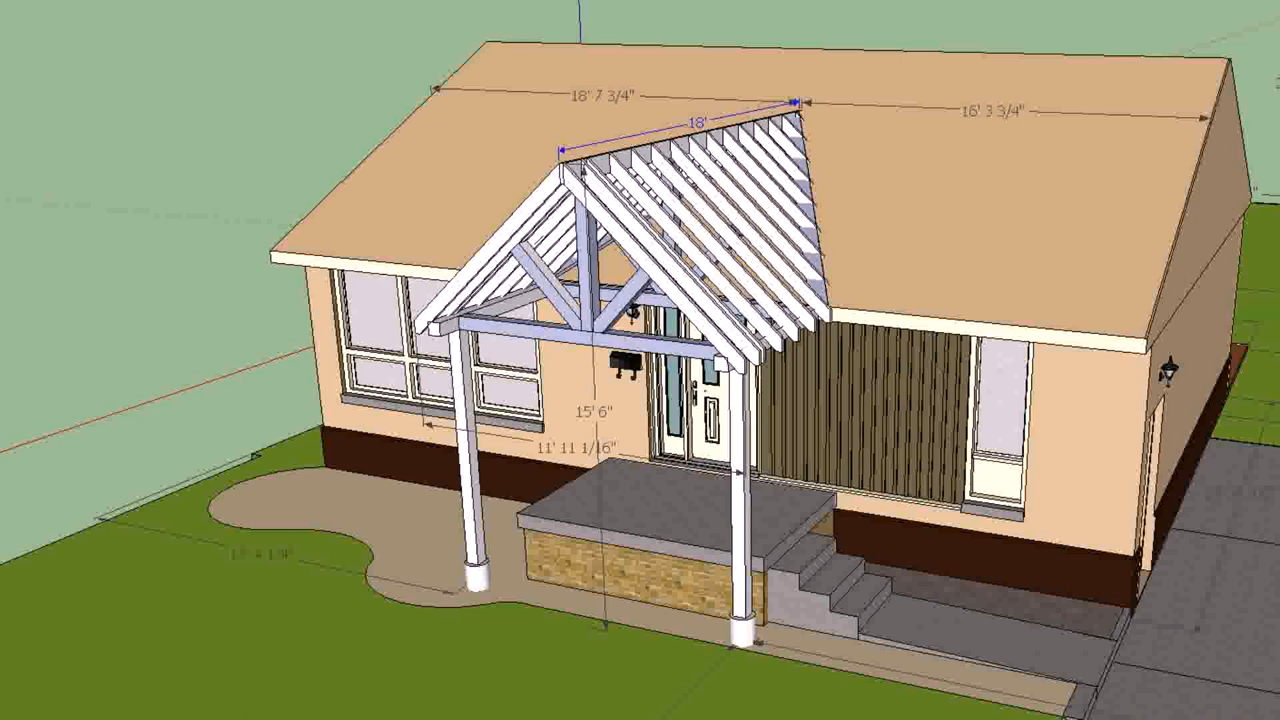 18' 7 3/4"
16' 3 3/4"
18'
15' 6"
11' 11 1/16"